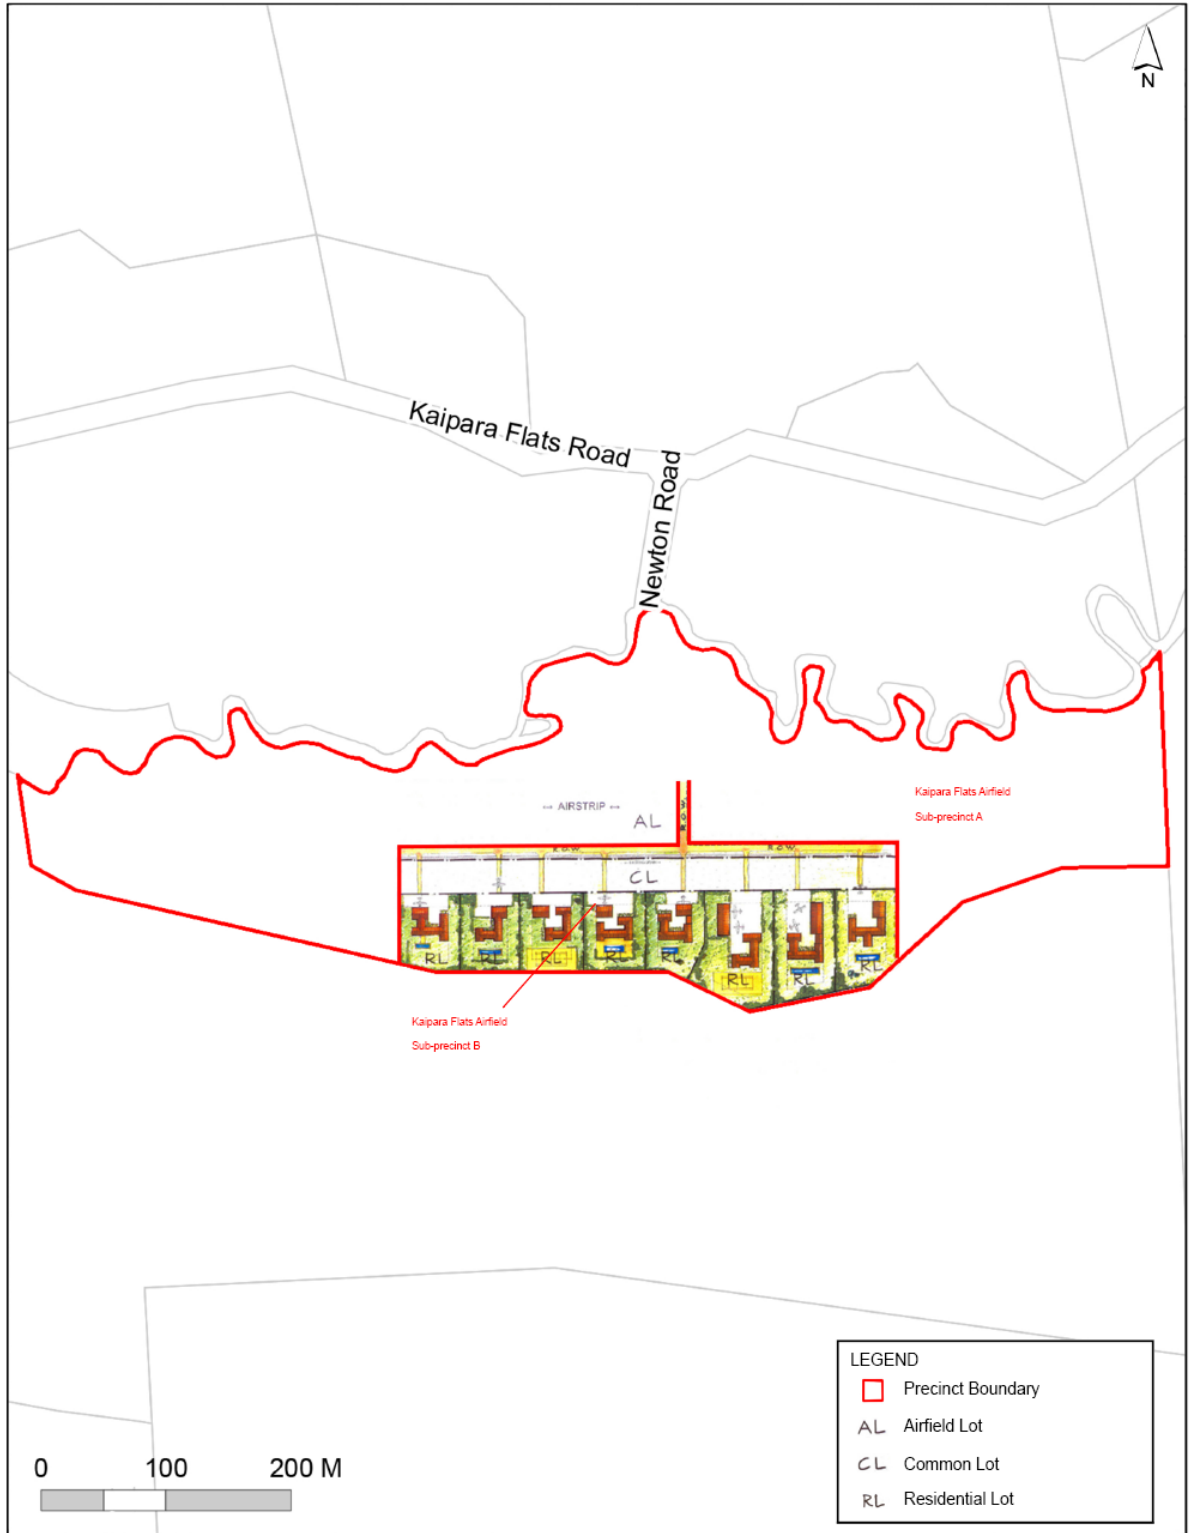 N
Kaipara Flats Road
Newton Road
Kaipara Flats Airfield
Sub-precinct A
AIRSTRIP
AL
R.O.W
R.O.W
R.O.W
CL
RL
RL
RL
RL
RL
RL
RL
RL
Kaipara Flats Airfield
Sub-precinct B
LEGEND
Precinct Boundary
AL Airfield Lot
CL Common Lot
RL Residential Lot
0 100 200 M